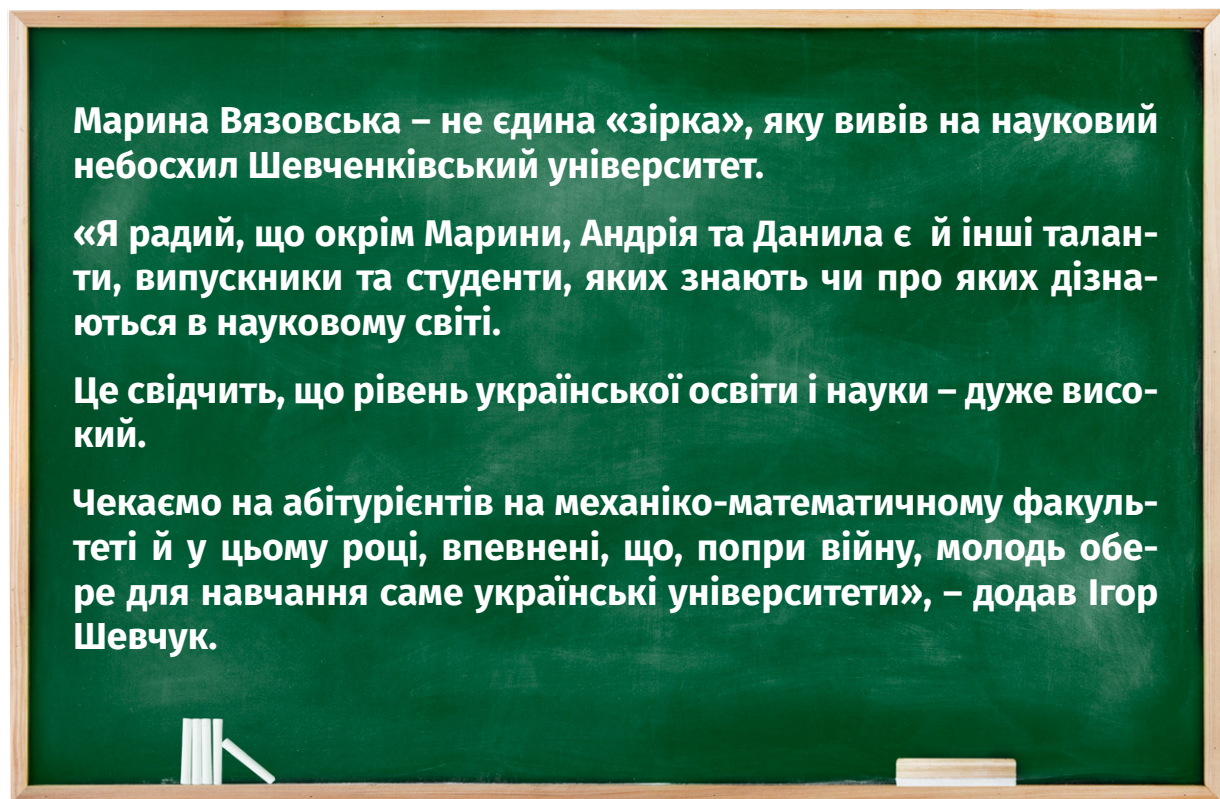 Марина Вязовська – не єдина «зірка», яку вивів на науковий
небосхил Шевченківський університет.
«Я радий, що окрім Марини, Андрія та Данила є  й інші талан-
ти, випускники та студенти, яких знають чи про яких дізна-
ються в науковому світі.
Це свідчить, що рівень української освіти і науки – дуже висо-
кий.
Чекаємо на абітурієнтів на механіко-математичному факуль-
теті й у цьому році, впевнені, що, попри війну, молодь обе-
ре для навчання саме українські університети», – додав Ігор
Шевчук.